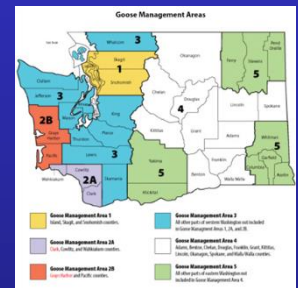 Goose Management Areas
Whatcom
3
Skagit
1
Snohomish
Okanogan
Ferry
Stevens
Pend
Oreille
5
Clallam
Jefferson
3
Chelan
Douglas
4
Lincoln
Spokane
King
2B
Grays
Harbor
Mason
Pierce
Kittitas
Grant
Adams
Whitman
5
Pacific
Lewis
Thurston
3
Yakima
5
Benton
Franklin
Walla Walla
Columbia
Garfield
Asotin
Wahkiakum
Cowlitz
2A
Clark
Skamania
Klickitat
Goose Management Area 1
Island, Skagit, and Snohomish counties.
Goose Management Area 2A
Clark, Cowlitz, and Wahkiakum counties.
Goose Management Area 2B
Grays Harbor and Pacific counties.
Goose Management Area 3
All other parts of western Washington not
included in Goose Management Areas 1, 2A, and 2B.
Goose Management Area 4
Adams, Benton, Chelan, Douglas, Franklin, Grant, Kittitas,
Lincoln, Okanogan, Spokane, and Walla Walla counties.
Goose Management Area 5
All other parts of eastern Washington not
included in Goose Management Area 4.